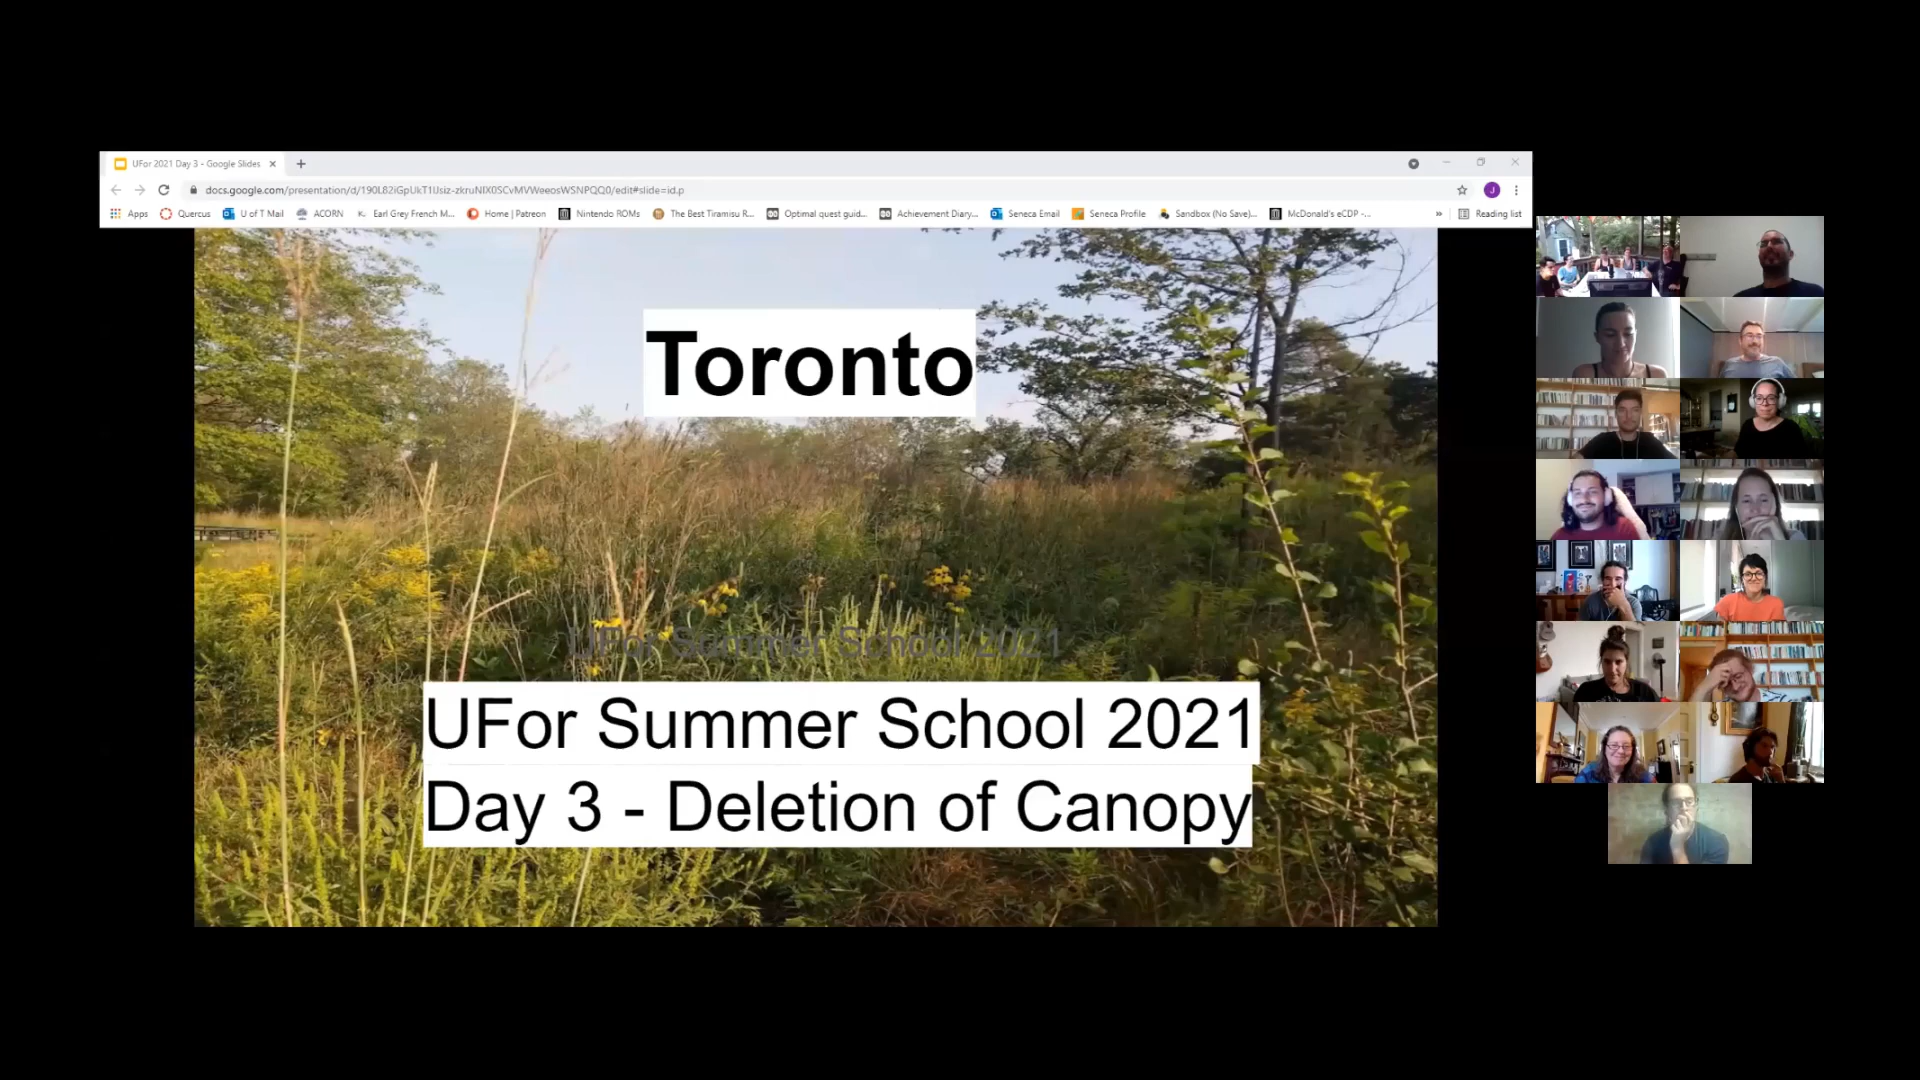 UFor 2021 Day 3 - Google Slides
docs.google.com/presentation/d/190L82iGpUkT1IJsiz-zkruNIX0SCvMVWeeosWSNPQQ0/edit#slide=id.p
J
Apps Quercus U of T Mail ACORN Earl Grey French M... Home | Patreon Nintendo ROMs The Best Tiramisu R... Optimal quest guid... Achievement Diary... Seneca Email Seneca Profile Sandbox (No Save)... McDonald's eCDP -... » Reading list
Toronto
UFor Summer School 2021
UFor Summer School 2021
Day 3 - Deletion of Canopy